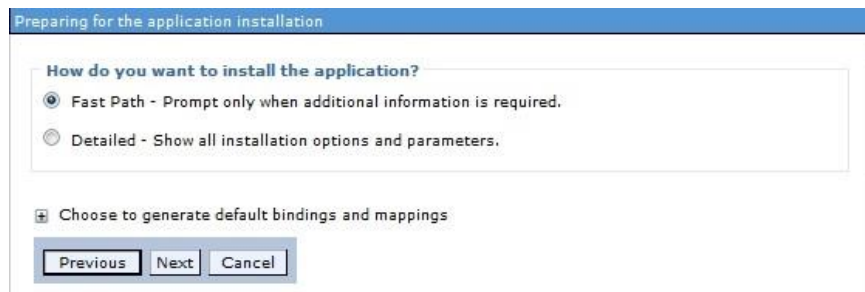 Preparing for the application installation
How do you want to install the application?
Fast Path - Prompt only when additional information is required.
Detailed - Show all installation options and parameters.
Choose to generate default bindings and mappings
Previous Next Cancel